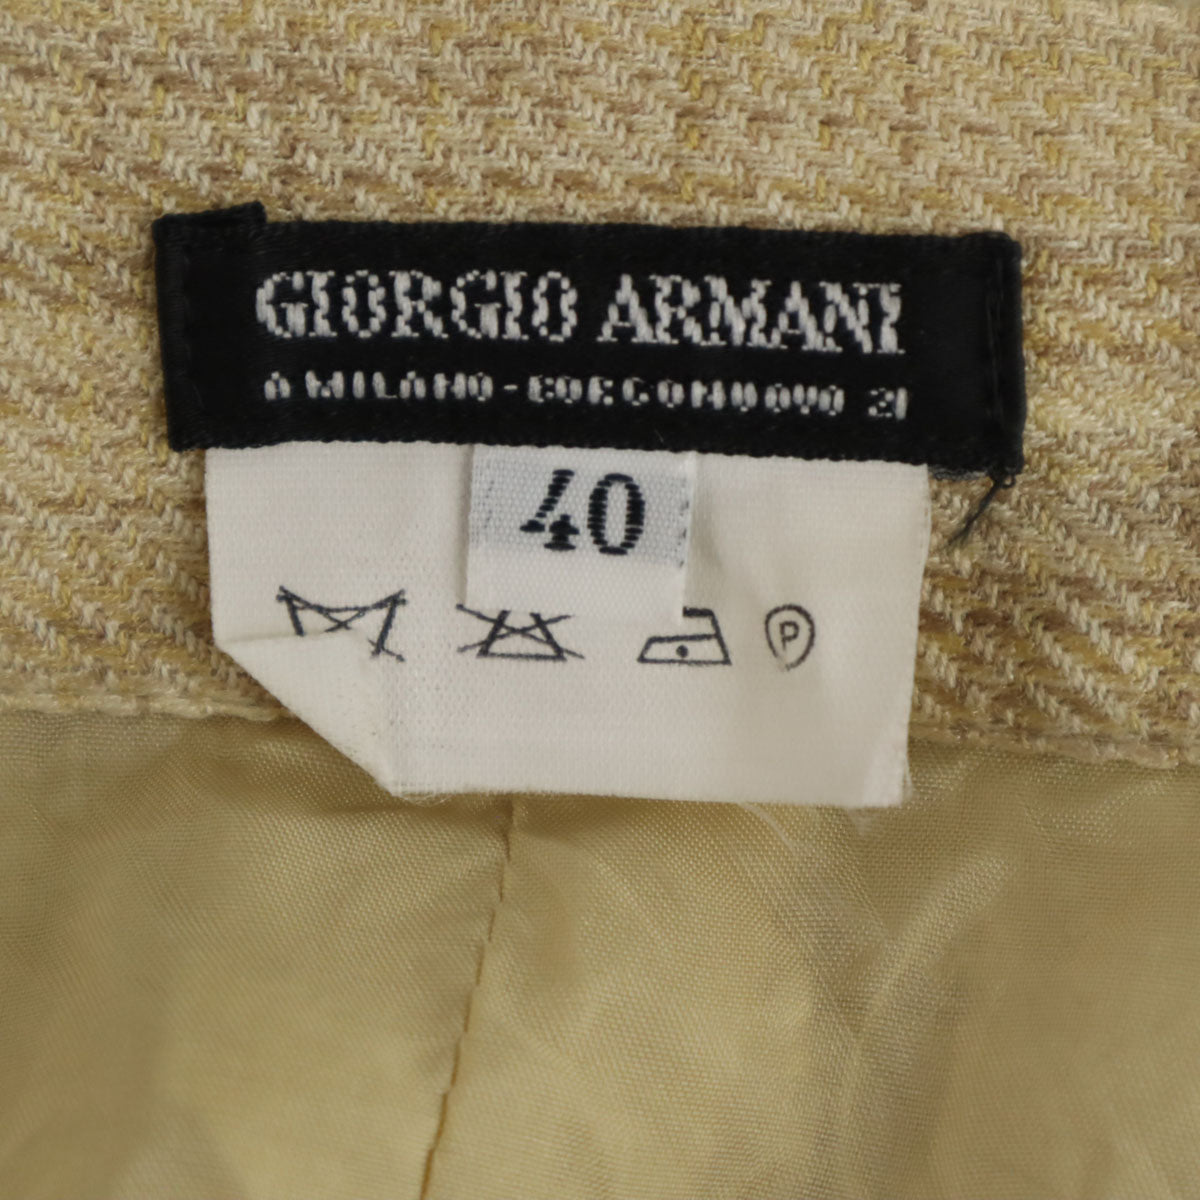 GIORGIO ARMANI
A MILANO-BORGONUOVO 21
40
P